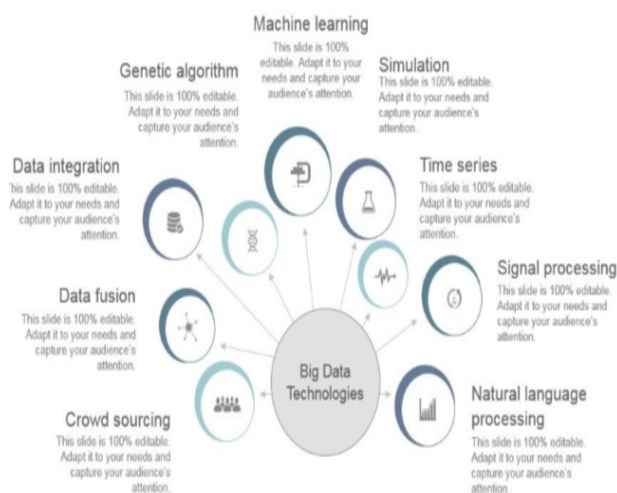 Machine learning
This slide is 100%
editable. Adapt it to your
needs and capture your
audience's attention.
Genetic algorithm
This slide is 100% editable.
Adapt it to your needs and
capture your audience's
attention.
Simulation
This slide is 100% editable.
Adapt it to your needs and
capture your audience's
attention.
Data integration
his slide is 100% editable.
Adapt it to your needs and
capture your audience's
attention.
Time series
This slide is 100% editable.
Adapt it to your needs and
capture your audience's
attention.
Data fusion
This slide is 100% editable.
Adapt it to your needs and
capture your audience's
attention.
Signal processing
This slide is 100% editable.
Adapt it to your needs and
capture your audience's
attention.
Big Data
Technologies
Crowd sourcing
This slide is 100% editable.
Adapt it to your needs and
capture your audience's
attention.
Natural language
processing
This slide is 100% editable.
Adapt it to your needs and
capture your audience's
attention.